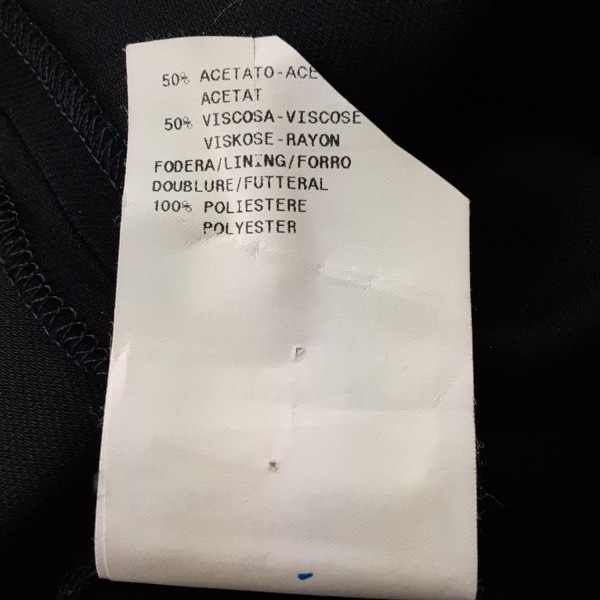 50% ACETATO-ACE
ACETAT
50% VISCOSA-VISCOSE
VISKOSE-RAYON
FODERA/LINING/FORRO
DOUBLURE/FUTTERAL
100% POLIESTERE
POLYESTER